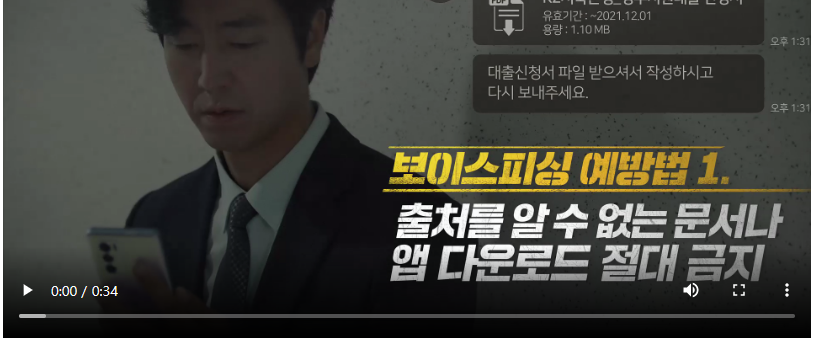 PDF
유효기간 : ~2021.12.01
용량 : 1.10 MB
오후 1:31
대출신청서 파일 받으셔서 작성하시고
다시 보내주세요.
오후 1:31
보이스피싱 예방법 1.
출처를 알 수 없는 문서나
앱 다운로드 절대 금지
0:00 / 0:34